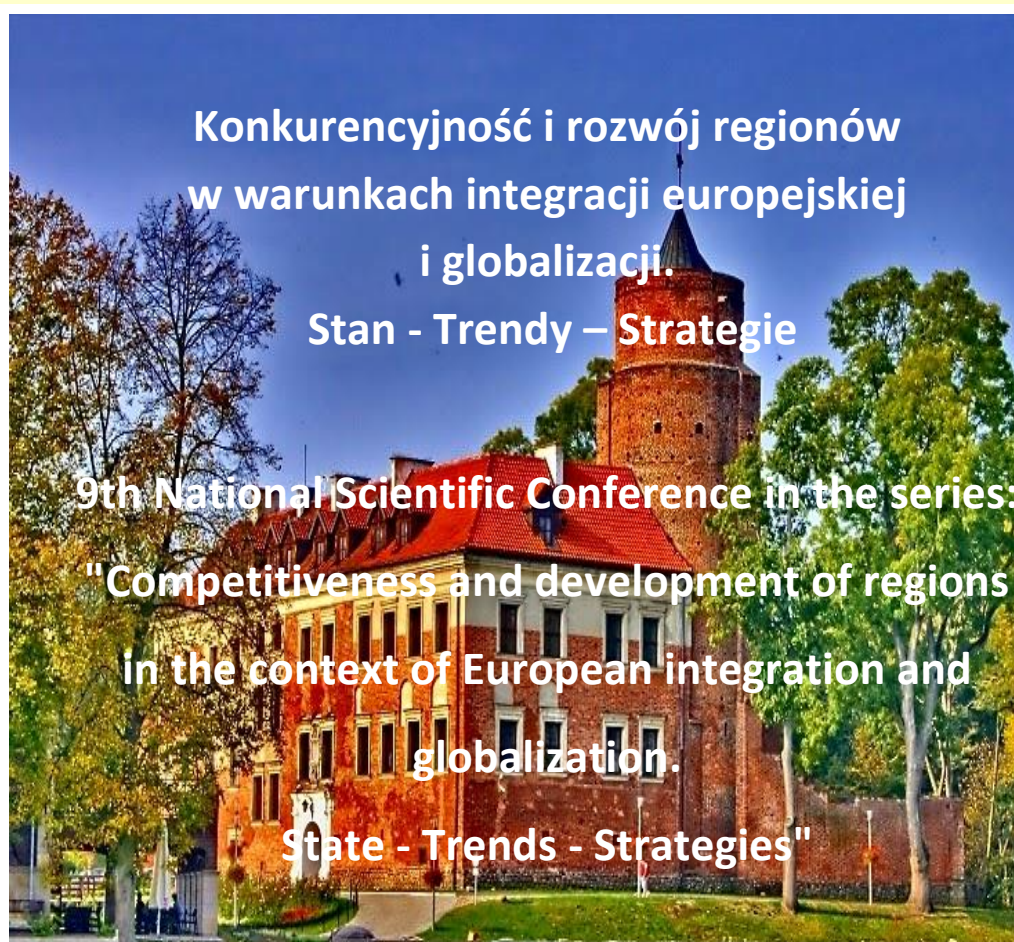 Konkurencyjność i rozwój regionów
w warunkach integracji europejskiej
i globalizacji.
Stan - Trendy – Strategie
9th National Scientific Conference in the series:
"Competitiveness and development of regions
in the context of European integration and
globalization.
State - Trends - Strategies"